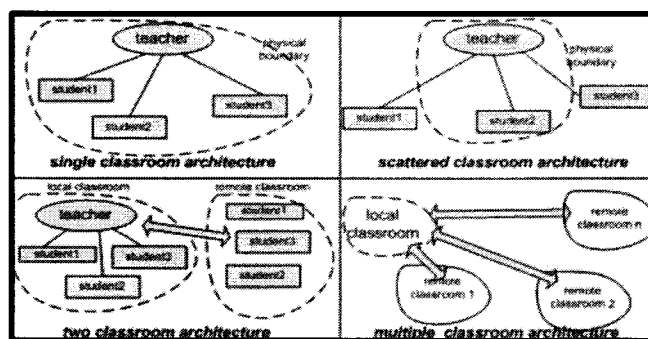 teacher
physical
boundary
student1
student2
student3
single classroom architecture
teacher
physical
boundary
student1
student2
student3
scattered classroom architecture
local classroom
teacher
student1
student2
student3
remote classroom
student1
student3
student2
two classroom architecture
local
classroom
remote
classroom n
remote
classroom 1
remote
classroom 2
multiple classroom architecture